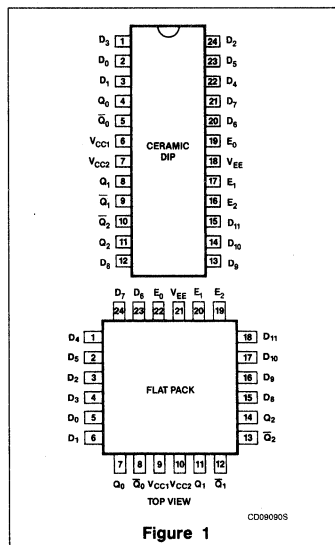 D3 1 24 D2
D0 2 23 D5
D1 3 22 D4
Q0 4 21 D7
Q̅0 5 20 D6
VCC1 6 19 E0
VCC2 7 18 VEE
Q1 8 17 E1
Q̅1 9 16 E2
Q̅2 10 15 D11
Q2 11 14 D10
D8 12 13 D9
CERAMIC
DIP
D7 D6 E0 VEE E1 E2
24 23 22 21 20 19
D4 1 18 D11
D5 2 17 D10
D2 3 16 D9
D3 4 15 D8
D0 5 14 Q2
D1 6 13 Q̅2
FLAT PACK
7 8 9 10 11 12
Q0 Q̅0 VCC1 VCC2 Q1 Q̅1
TOP VIEW
CD09090S
Figure 1